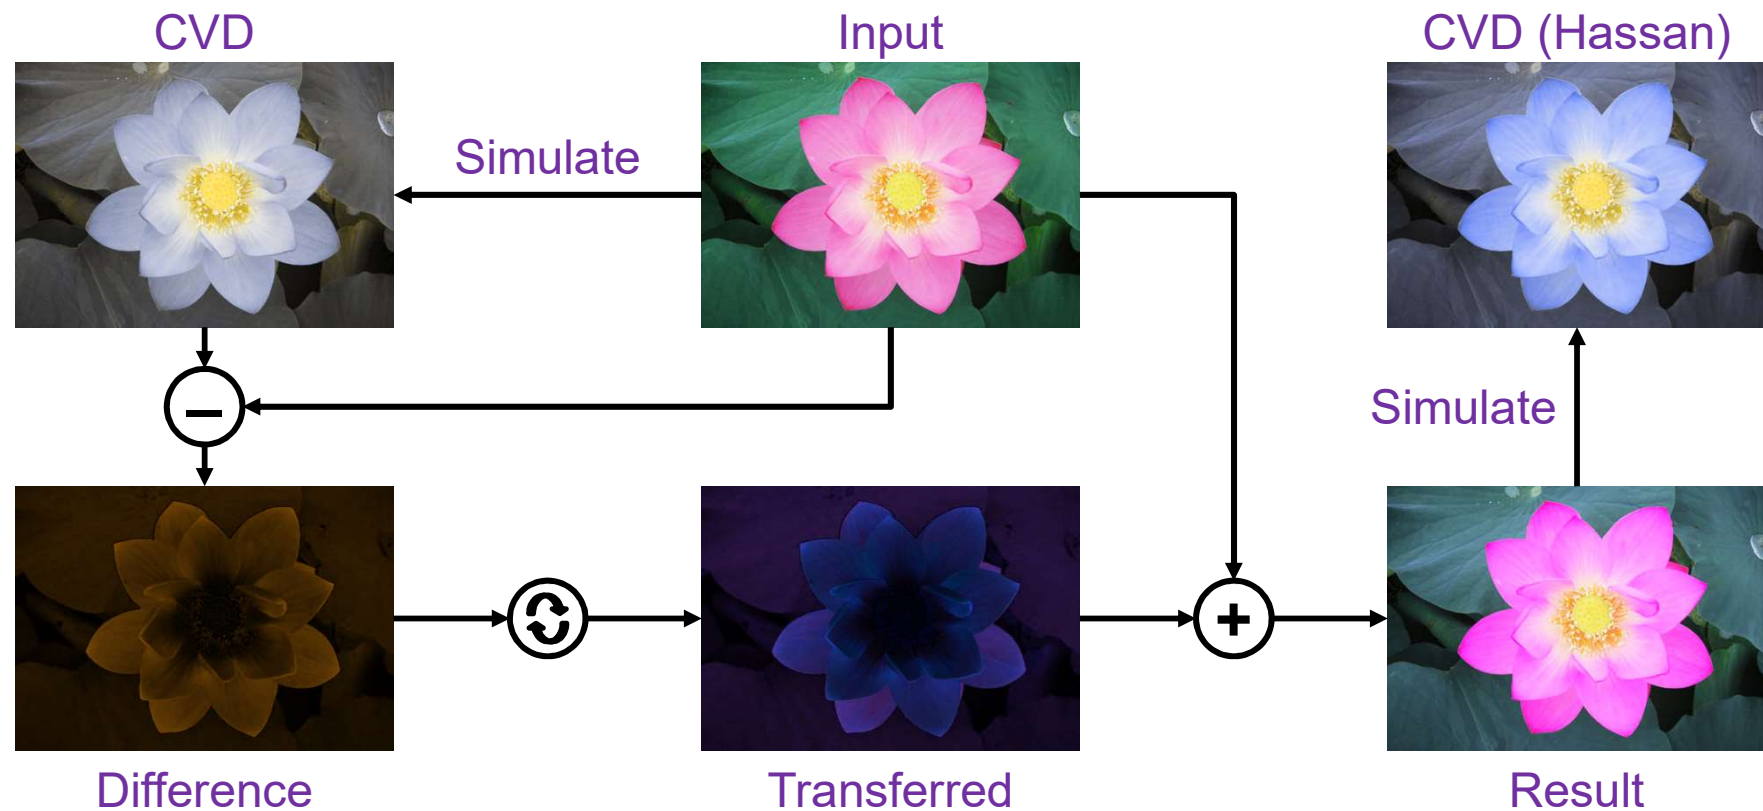 CVD
Input
CVD (Hassan)
Simulate
Simulate
Difference
Transferred
Result